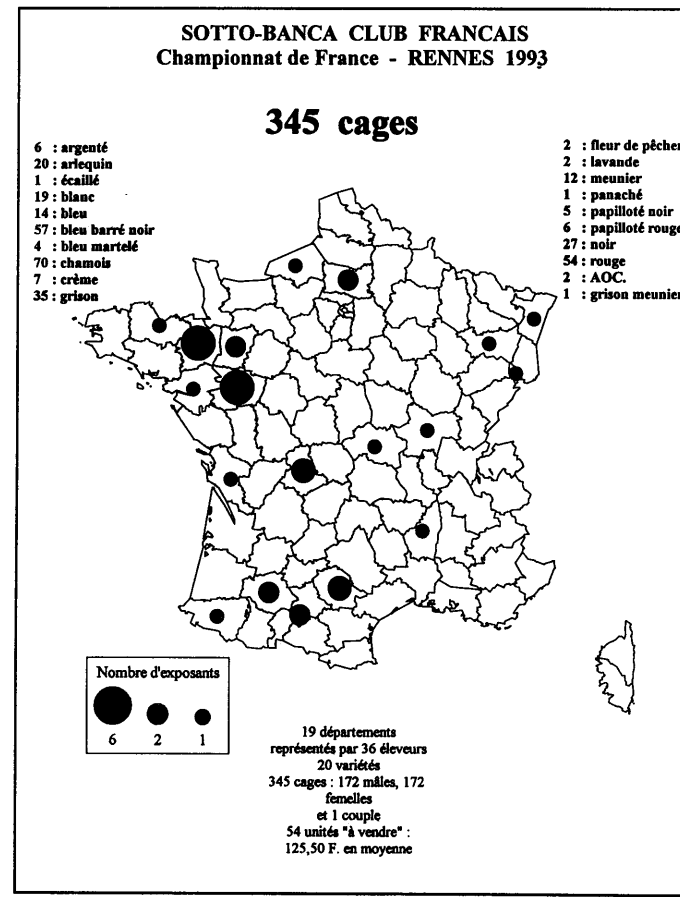 SOTTO-BANCA CLUB FRANCAIS
Championnat de France - RENNES 1993
345 cages
6 : argenté
20 : arlequin
1 : écaillé
19 : blanc
14 : bleu
57 : bleu barré noir
4 : bleu martelé
70 : chamois
7 : crème
35 : grison
2 : fleur de pêcher
2 : lavande
12 : meunier
1 : panaché
5 : papilloté noir
6 : papilloté rouge
27 : noir
54 : rouge
2 : AOC.
1 : grison meunier
Nombre d'exposants
6 2 1
19 départements
représentés par 36 éleveurs
20 variétés
345 cages : 172 mâles, 172
femelles
et 1 couple
54 unités "à vendre" :
125,50 F. en moyenne